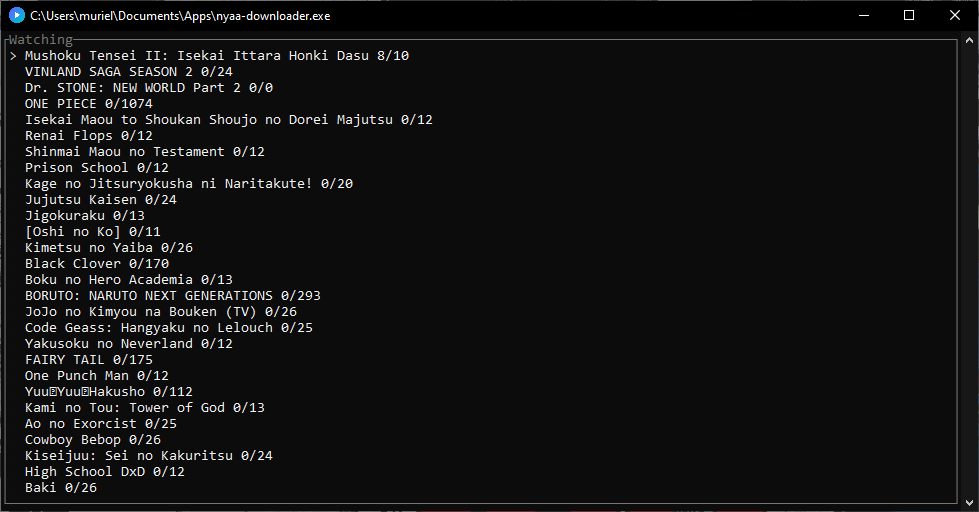 C:\Users\muriel\Documents\Apps\nyaa-downloader.exe
Watching
> Mushoku Tensei II: Isekai Ittara Honki Dasu 8/10
VINLAND SAGA SEASON 2 0/24
Dr. STONE: NEW WORLD Part 2 0/0
ONE PIECE 0/1074
Isekai Maou to Shoukan Shoujo no Dorei Majutsu 0/12
Renai Flops 0/12
Shinmai Maou no Testament 0/12
Prison School 0/12
Kage no Jitsuryokusha ni Naritakute! 0/20
Jujutsu Kaisen 0/24
Jigokuraku 0/13
[Oshi no Ko] 0/11
Kimetsu no Yaiba 0/26
Black Clover 0/170
Boku no Hero Academia 0/13
BORUTO: NARUTO NEXT GENERATIONS 0/293
JoJo no Kimyou na Bouken (TV) 0/26
Code Geass: Hangyaku no Lelouch 0/25
Yakusoku no Neverland 0/12
FAIRY TAIL 0/175
One Punch Man 0/12
Yuu⍰Yuu⍰Hakusho 0/112
Kami no Tou: Tower of God 0/13
Ao no Exorcist 0/25
Cowboy Bebop 0/26
Kiseijuu: Sei no Kakuritsu 0/24
High School DxD 0/12
Baki 0/26